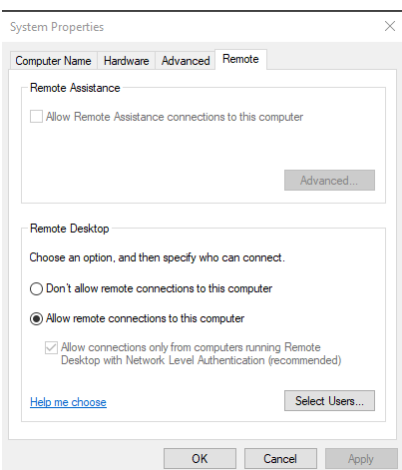 System Properties
Computer Name Hardware Advanced Remote
Remote Assistance
Allow Remote Assistance connections to this computer
Advanced...
Remote Desktop
Choose an option, and then specify who can connect.
Don't allow remote connections to this computer
Allow remote connections to this computer
Allow connections only from computers running Remote
Desktop with Network Level Authentication (recommended)
Help me choose Select Users...
OK Cancel Apply